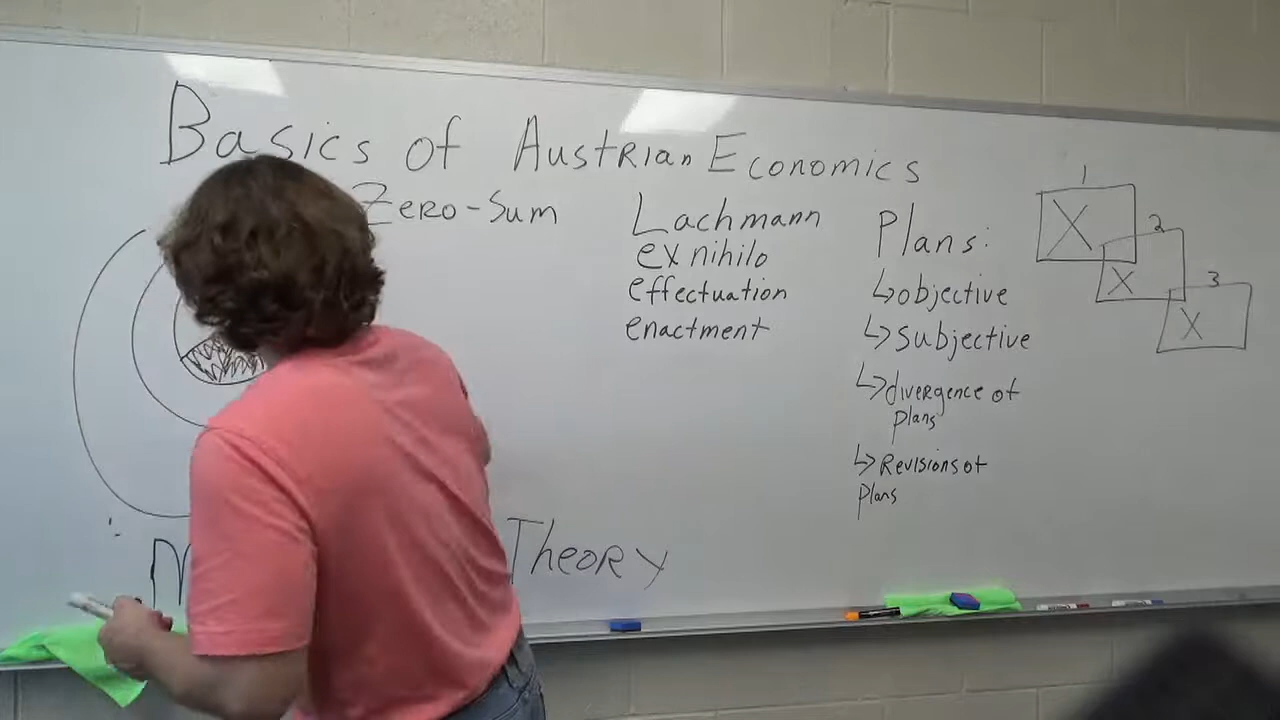 Basics of Austrian Economics
Zero-Sum
Lachmann
ex nihilo
effectuation
enactment
Plans:
↳objective
↳Subjective
↳divergence of
plans
↳Revisions of
plans
1
X
2
X
3
X
Theory